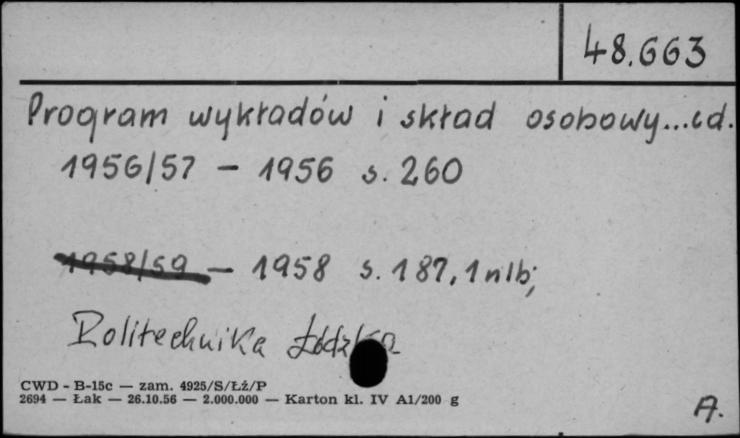 48.663
Program wykładów i skład osobowy...cd.
1956/57 – 1956 s. 260
1958/59 – 1958 s. 187, 1 nlb;
Politechnika Łódzka
CWD - B-15c — zam. 4925/S/Łż/P
2694 — Łak — 26.10.56 — 2.000.000 — Karton kl. IV A1/200 g
A.